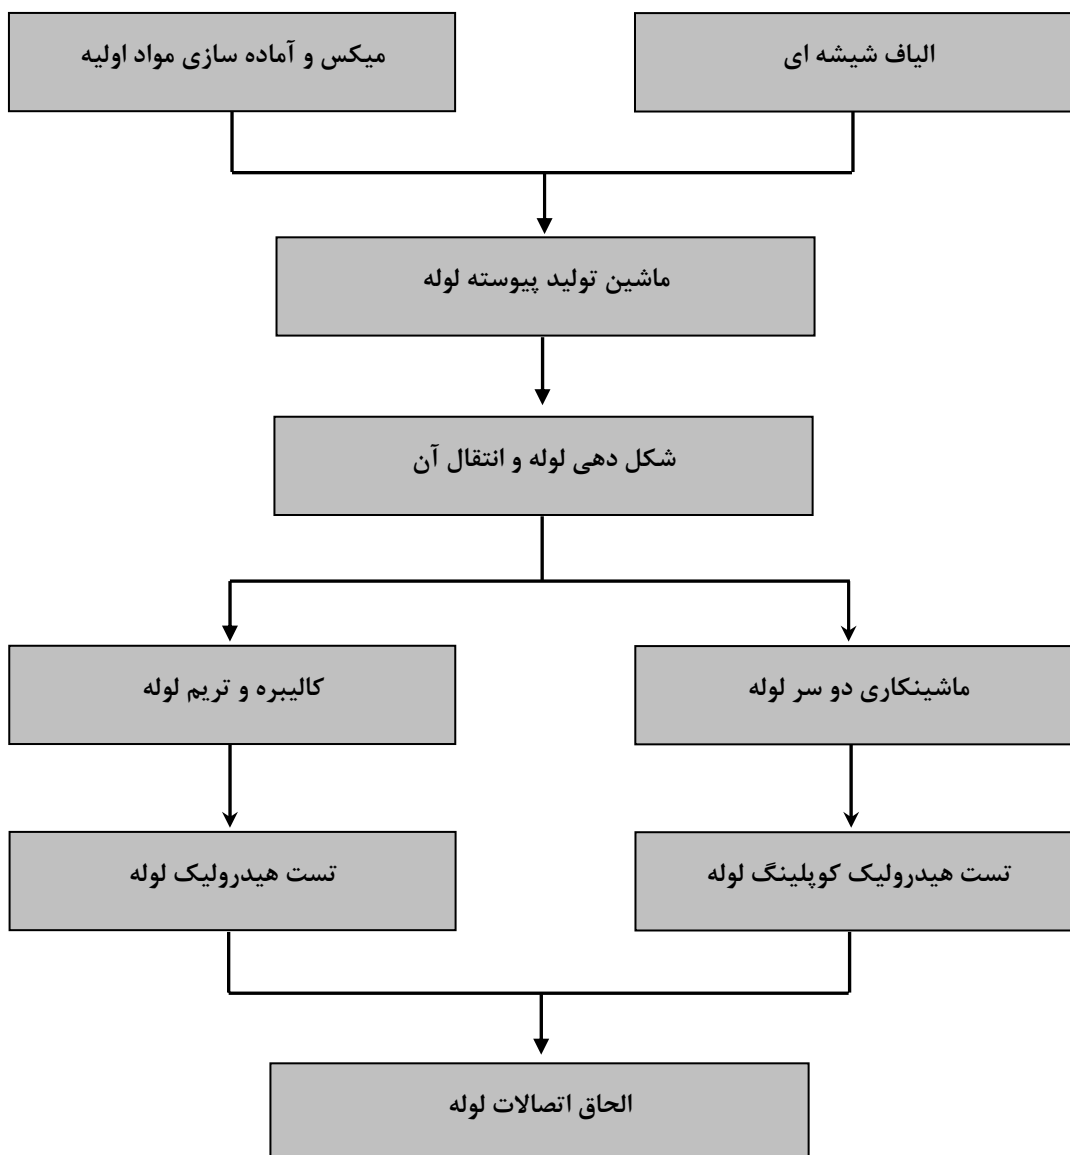 الیاف شیشه ای
میکس و آماده سازی مواد اولیه
ماشین تولید پیوسته لوله
شکل دهی لوله و انتقال آن
ماشینکاری دو سر لوله
کالیبره و تریم لوله
تست هیدرولیک کوپلینگ لوله
تست هیدرولیک لوله
الحاق اتصالات لوله